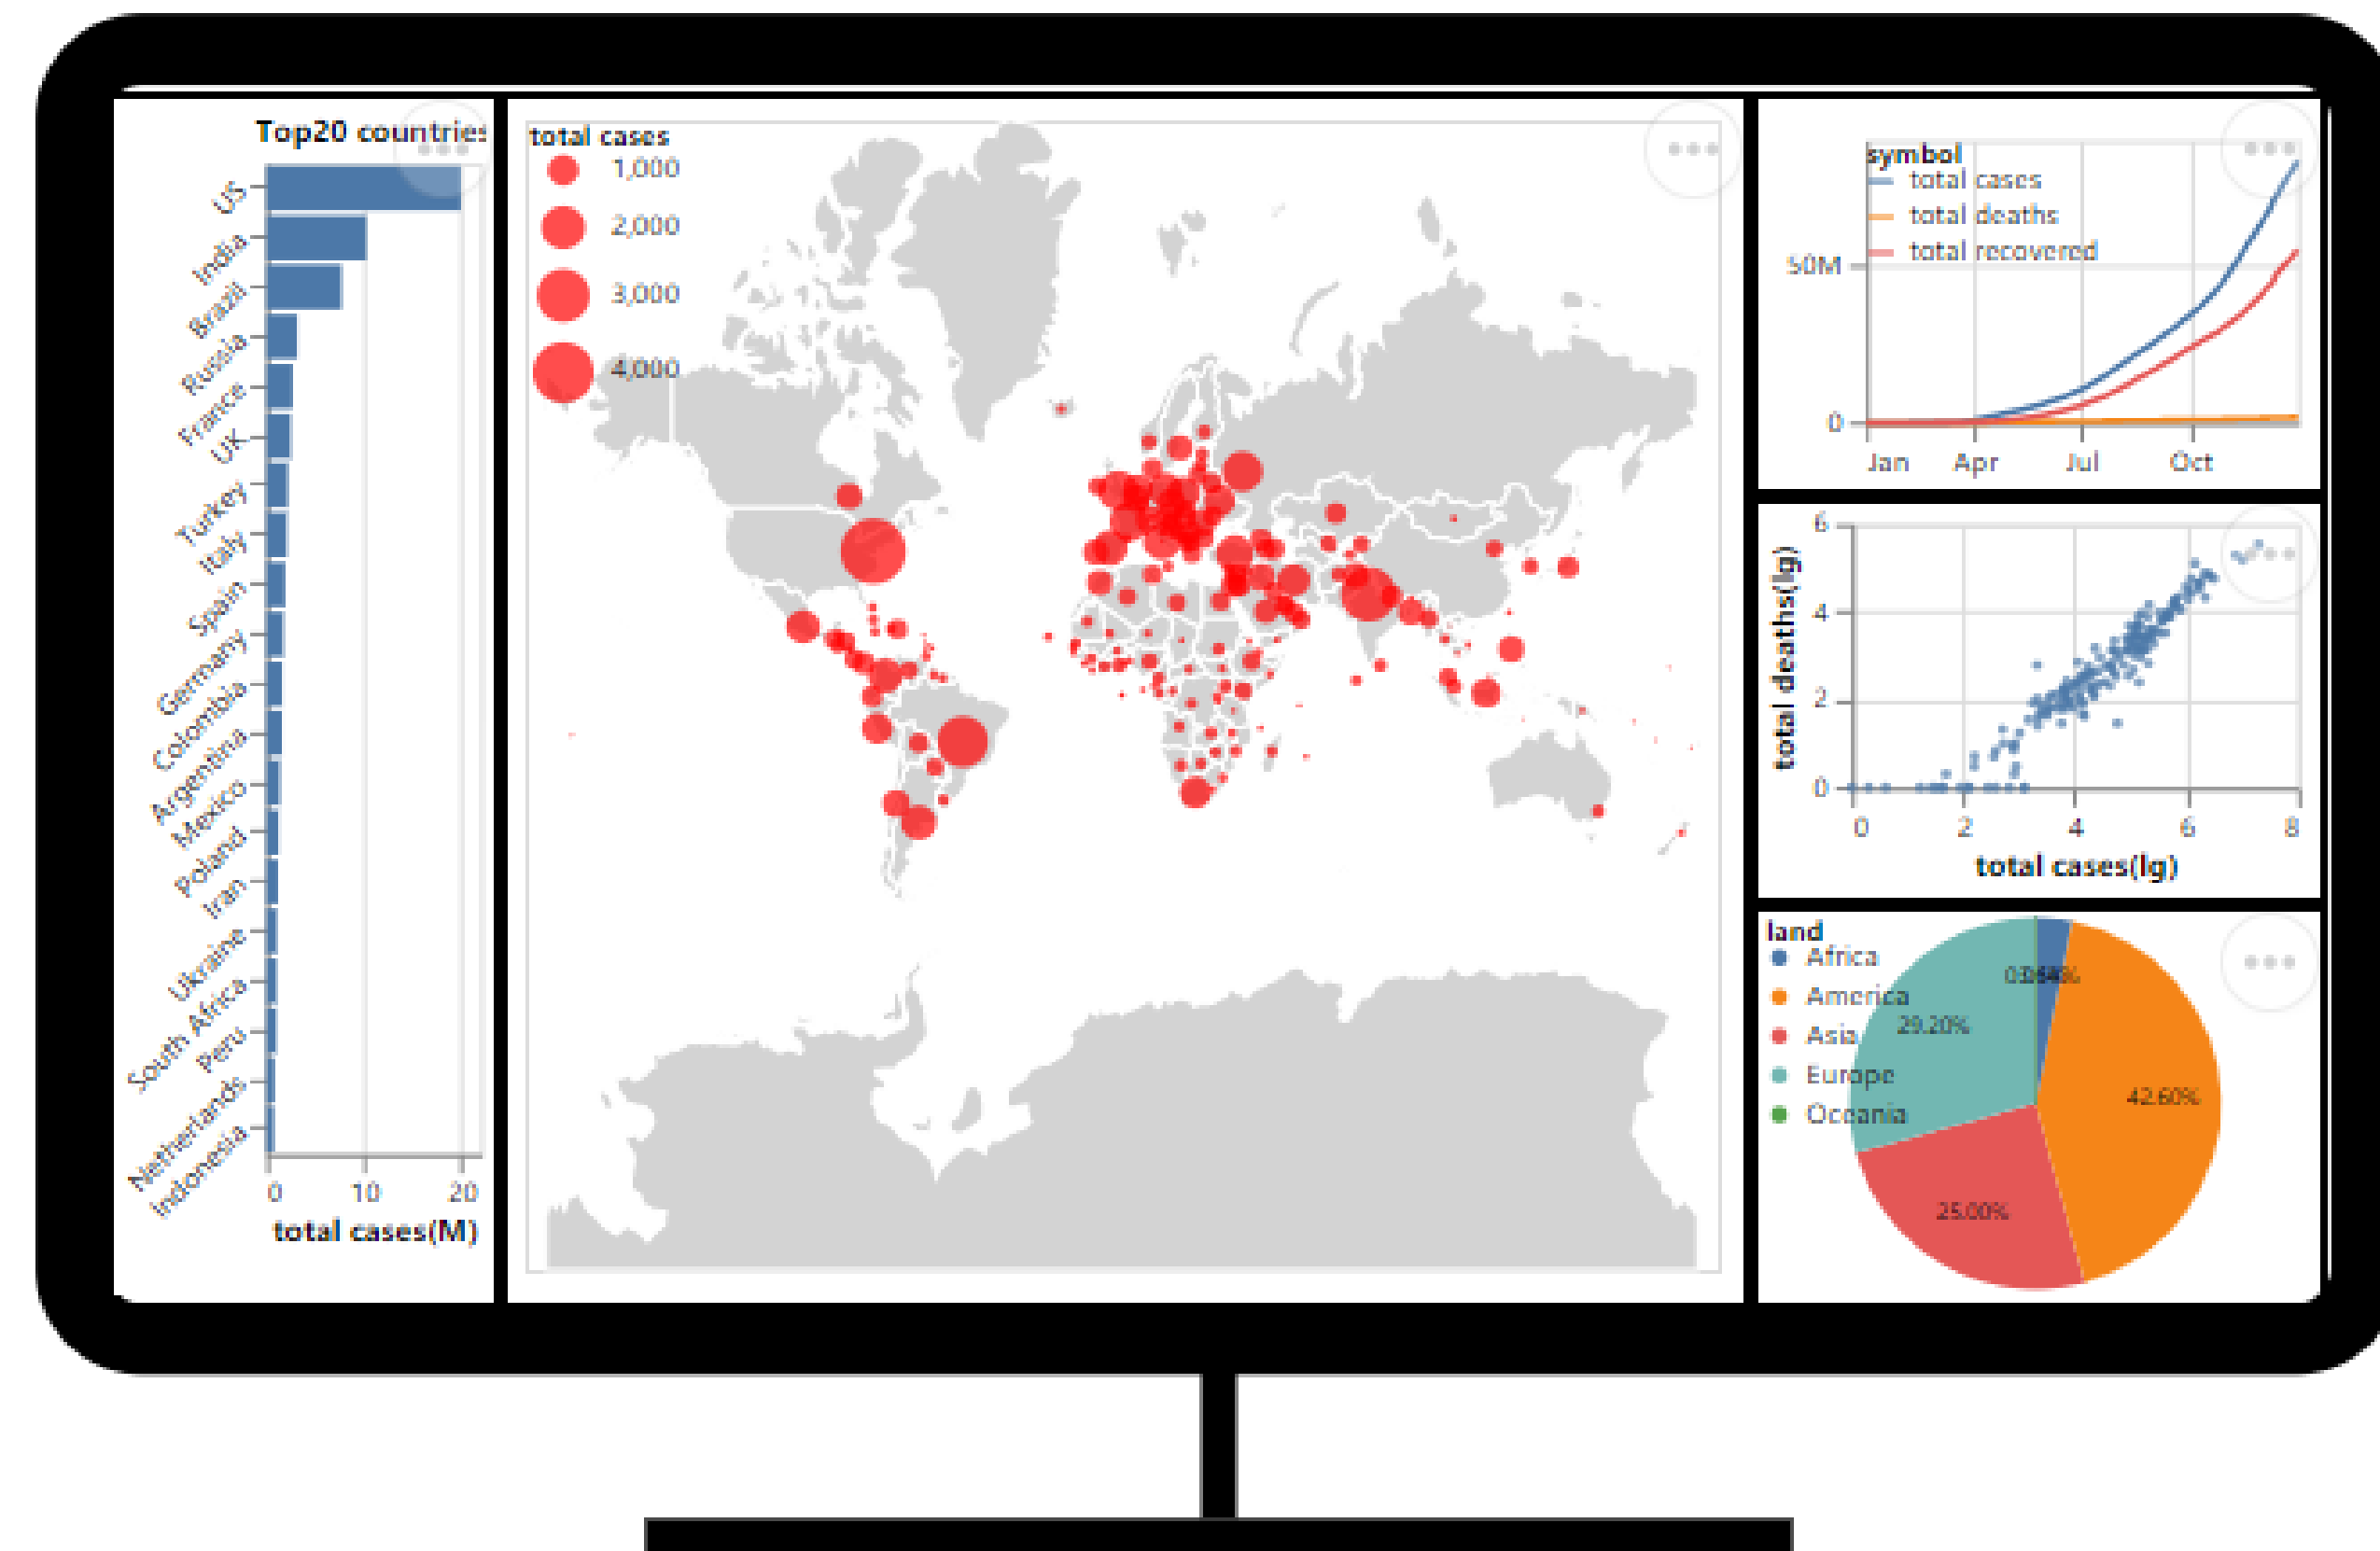 Top20 countries
US
India
Brazil
Russia
France
UK
Turkey
Italy
Spain
Germany
Colombia
Argentina
Mexico
Poland
Iran
Ukraine
South Africa
Peru
Netherlands
Indonesia
0 10 20
total cases(M)
total cases
1,000
2,000
3,000
4,000
symbol
total cases
total deaths
total recovered
50M
0
Jan Apr Jul Oct
total deaths(lg)
6
4
2
0
0 2 4 6 8
total cases(lg)
land
Africa
America
Asia
Europe
Oceania
29.20%
42.60%
25.00%